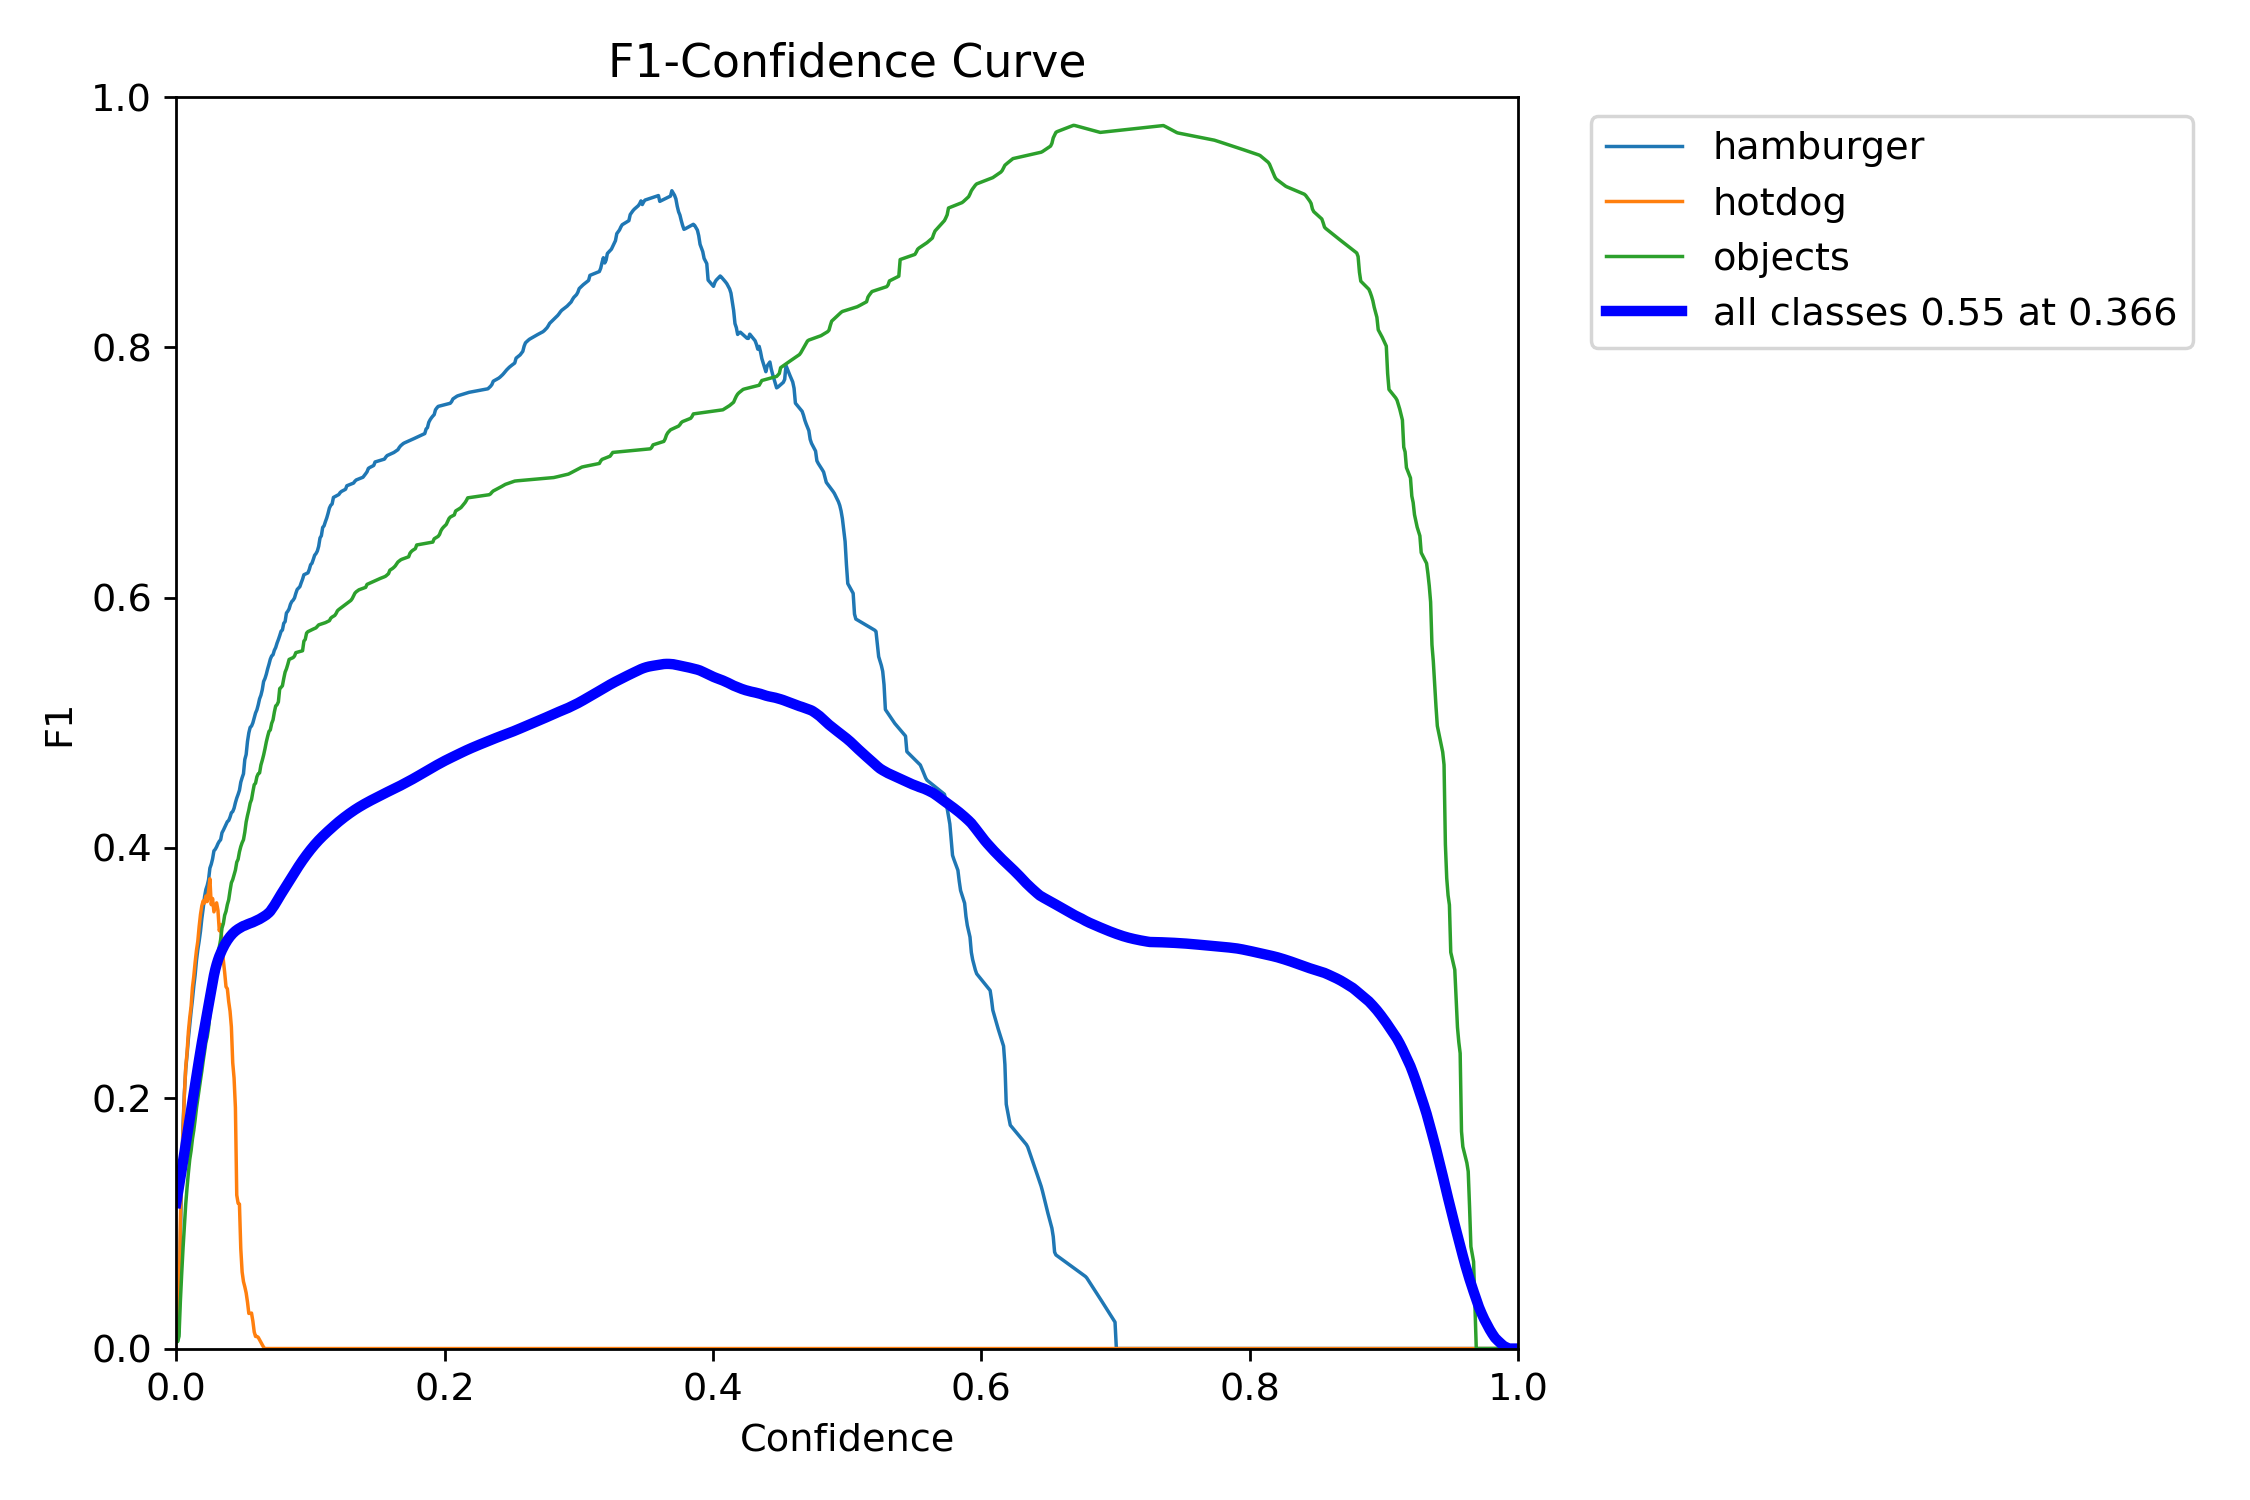 F1-Confidence Curve
1.0
0.8
0.6
0.4
0.2
0.0
F1
0.0 0.2 0.4 0.6 0.8 1.0
Confidence
hamburger
hotdog
objects
all classes 0.55 at 0.366